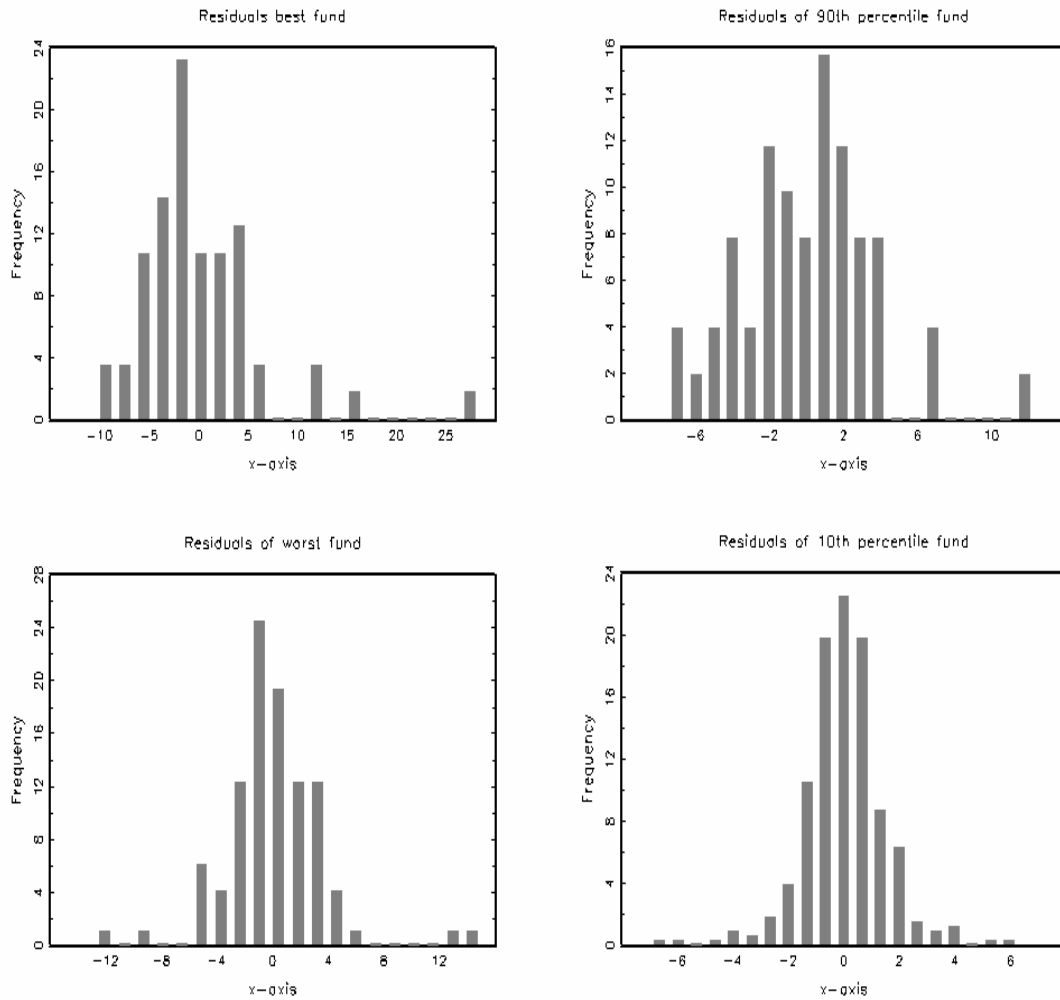 Residuals best fund
Frequency
24
20
16
12
8
4
0
-10 -5 0 5 10 15 20 25
x-axis
Residuals of 90th percentile fund
Frequency
16
14
12
10
8
6
4
2
0
-6 -2 2 6 10
x-axis
Residuals of worst fund
Frequency
28
24
20
16
12
8
4
0
-12 -8 -4 0 4 8 12
x-axis
Residuals of 10th percentile fund
Frequency
24
20
16
12
8
4
0
-6 -4 -2 0 2 4 6
x-axis